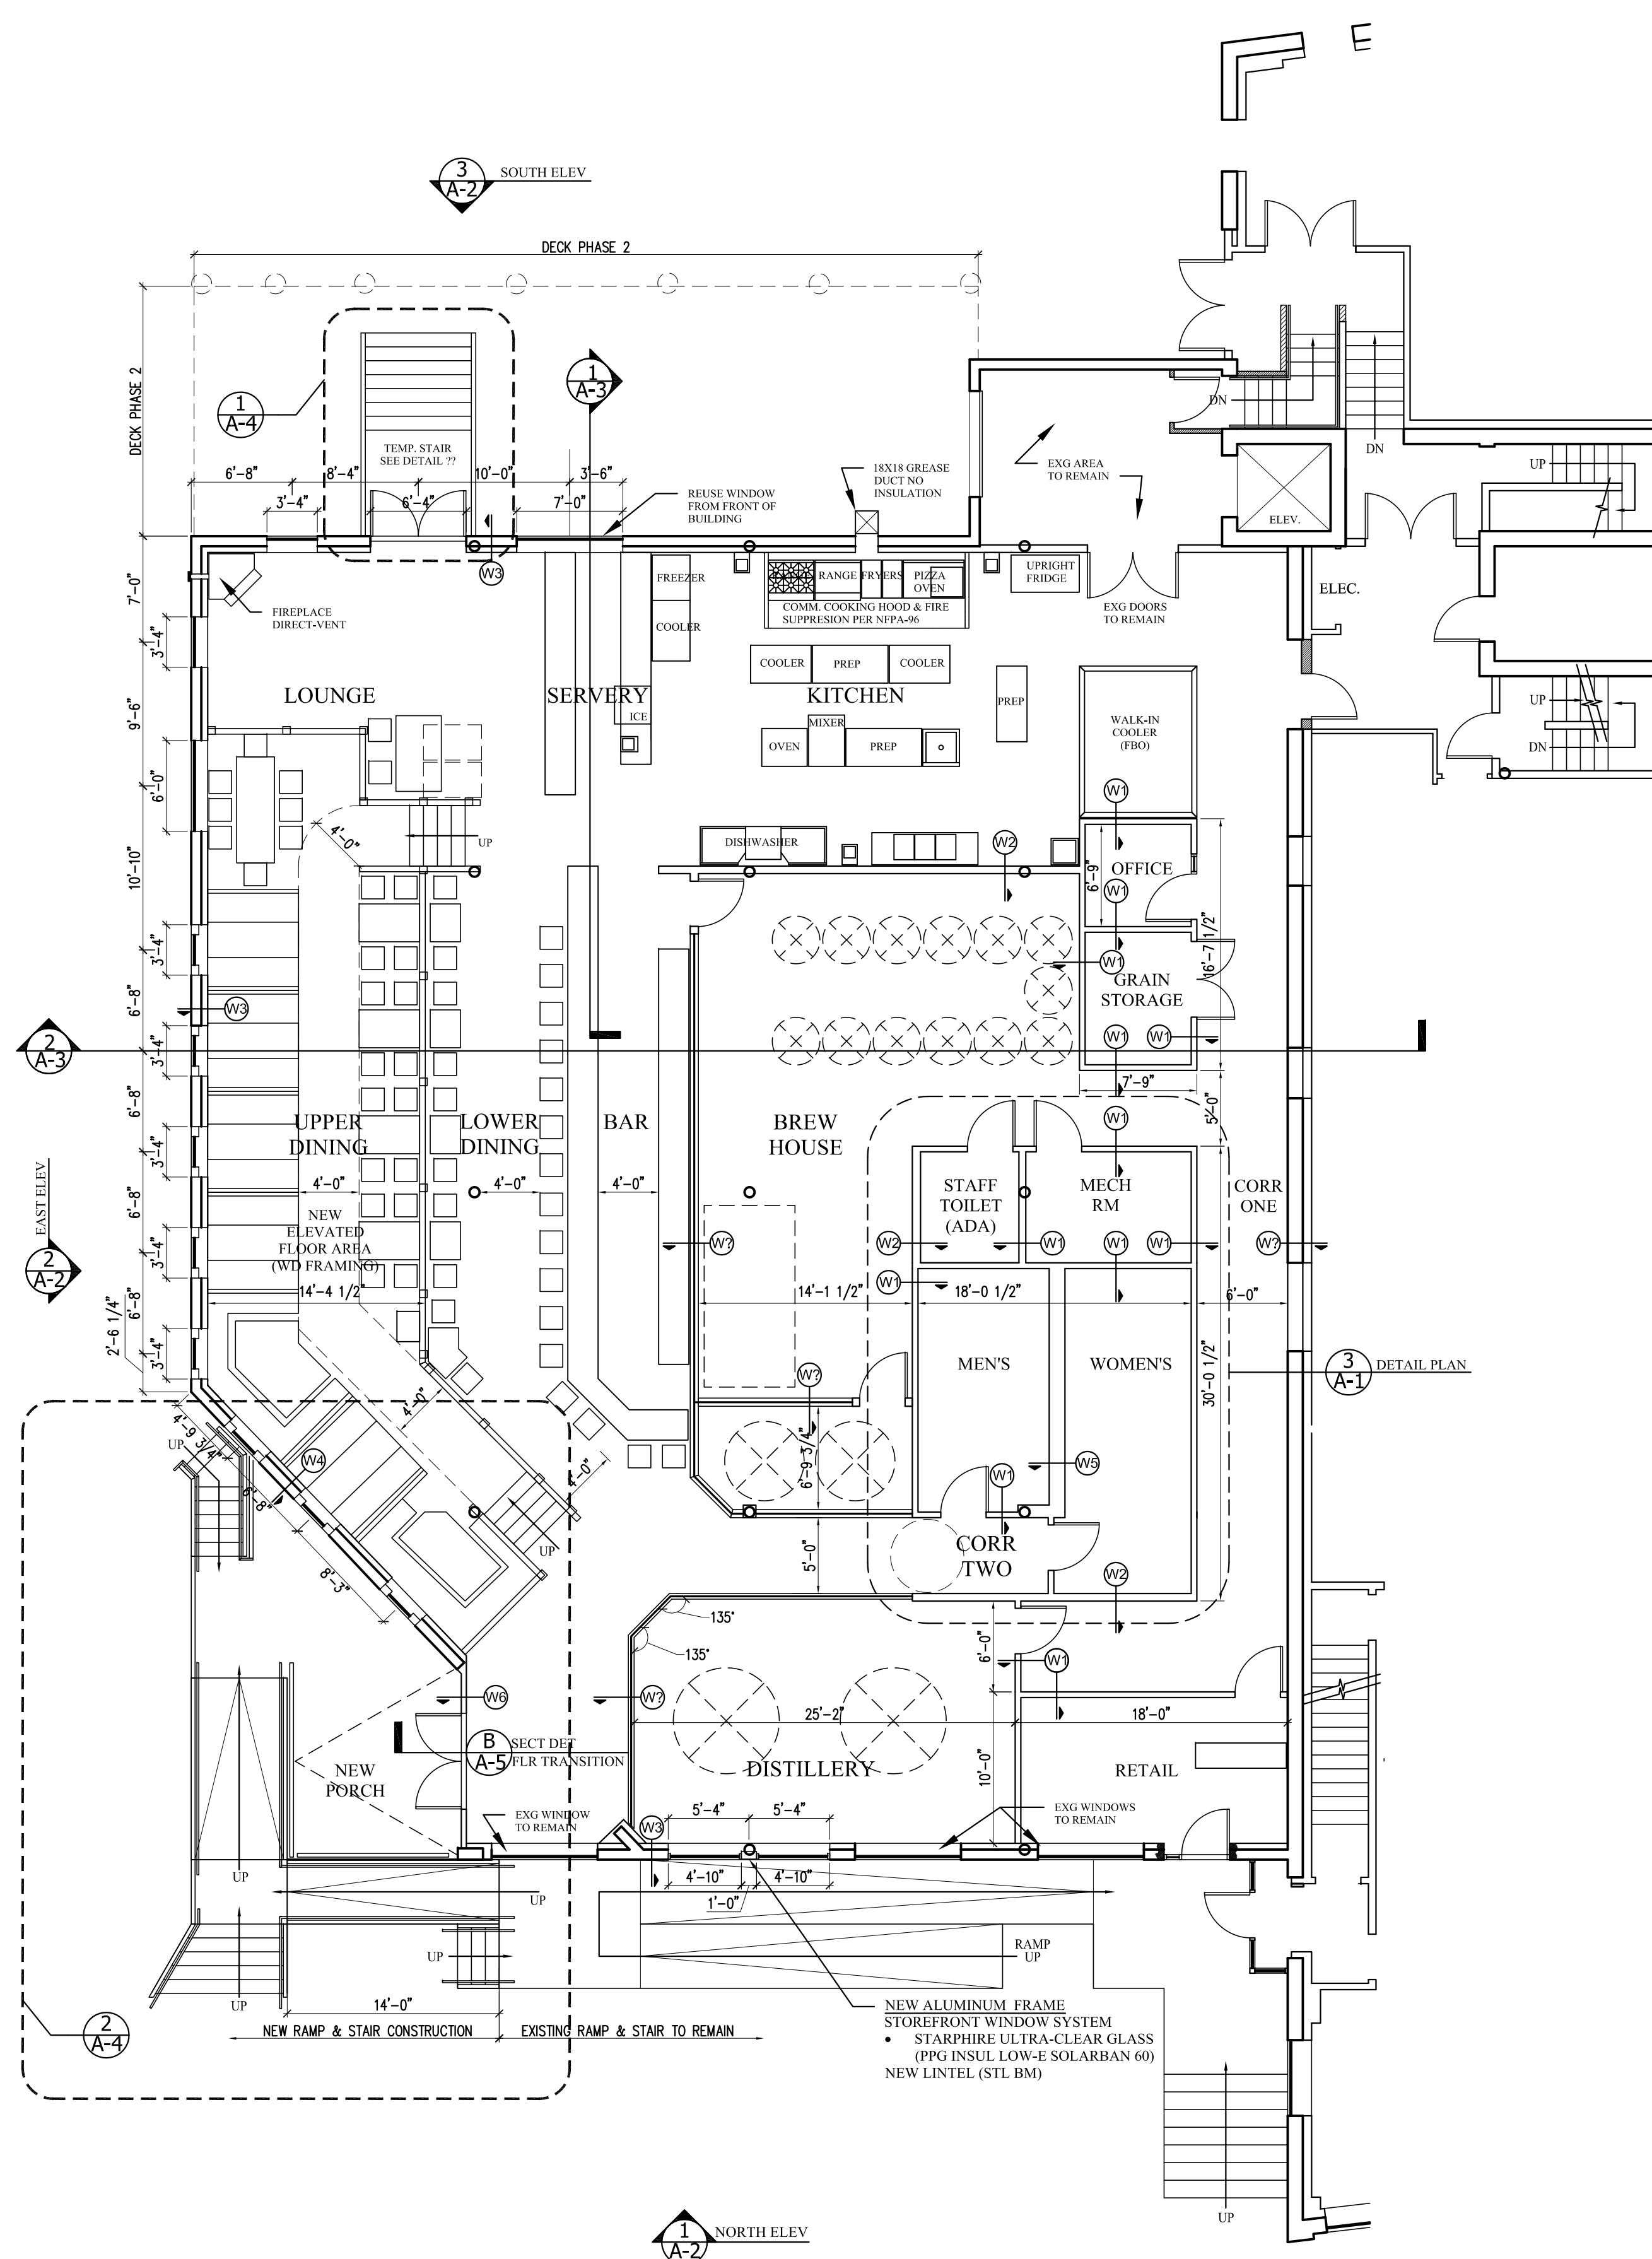 3
A-2
SOUTH ELEV
DECK PHASE 2
DECK PHASE 2
1
A-4
1
A-3
TEMP. STAIR
SEE DETAIL ??
6'-8"
8'-4"
10'-0"
3'-6"
3'-4"
6'-4"
7'-0"
REUSE WINDOW
FROM FRONT OF
BUILDING
18X18 GREASE
DUCT NO
INSULATION
EXG AREA
TO REMAIN
DN
DN
ELEV.
UP
W3
FIREPLACE
DIRECT-VENT
FREEZER
COOLER
RANGE
FRYERS
PIZZA
OVEN
COMM. COOKING HOOD & FIRE
SUPPRESION PER NFPA-96
UPRIGHT
FRIDGE
EXG DOORS
TO REMAIN
ELEC.
7'-0"
3'-4"
9'-6"
6'-0"
10'-10"
3'-4"
6'-8"
3'-4"
6'-8"
3'-4"
6'-8"
3'-4"
6'-8"
3'-4"
2'-6 1/4"
COOLER
PREP
COOLER
LOUNGE
SERVERY
KITCHEN
ICE
PREP
MIXER
OVEN
PREP
WALK-IN
COOLER
(FBO)
UP
DN
W1
4'-0"
UP
DISHWASHER
W2
6'-9"
OFFICE
W1
16'-7 1/2"
W1
GRAIN
STORAGE
W3
W1
W1
2
A-3
7'-9"
5'-0"
UPPER
DINING
LOWER
DINING
BAR
BREW
HOUSE
W1
EAST ELEV
2
A-2
4'-0"
4'-0"
4'-0"
STAFF
TOILET
(ADA)
MECH
RM
CORR
ONE
NEW
ELEVATED
FLOOR AREA
(WD FRAMING)
W?
W2
W1
W1
W1
W?
W1
14'-4 1/2"
14'-1 1/2"
18'-0 1/2"
6'-0"
MEN'S
WOMEN'S
W?
30'-0 1/2"
3
A-1
DETAIL PLAN
4'-0"
4'-9 3/4"
UP
W4
6'-8"
6'-9 3/4"
4'-0"
W1
W5
UP
8'-3"
5'-0"
CORR
TWO
W2
135°
135°
6'-0"
W1
W6
W?
25'-2"
18'-0"
B
A-5
SECT DET
FLR TRANSITION
NEW
PORCH
DISTILLERY
10'-0"
RETAIL
EXG WINDOW
TO REMAIN
W3
5'-4"
5'-4"
EXG WINDOWS
TO REMAIN
UP
4'-10"
4'-10"
1'-0"
UP
UP
RAMP
UP
UP
14'-0"
NEW RAMP & STAIR CONSTRUCTION
EXISTING RAMP & STAIR TO REMAIN
2
A-4
NEW ALUMINUM FRAME
STOREFRONT WINDOW SYSTEM
• STARPHIRE ULTRA-CLEAR GLASS
(PPG INSUL LOW-E SOLARBAN 60)
NEW LINTEL (STL BM)
UP
1
A-2
NORTH ELEV